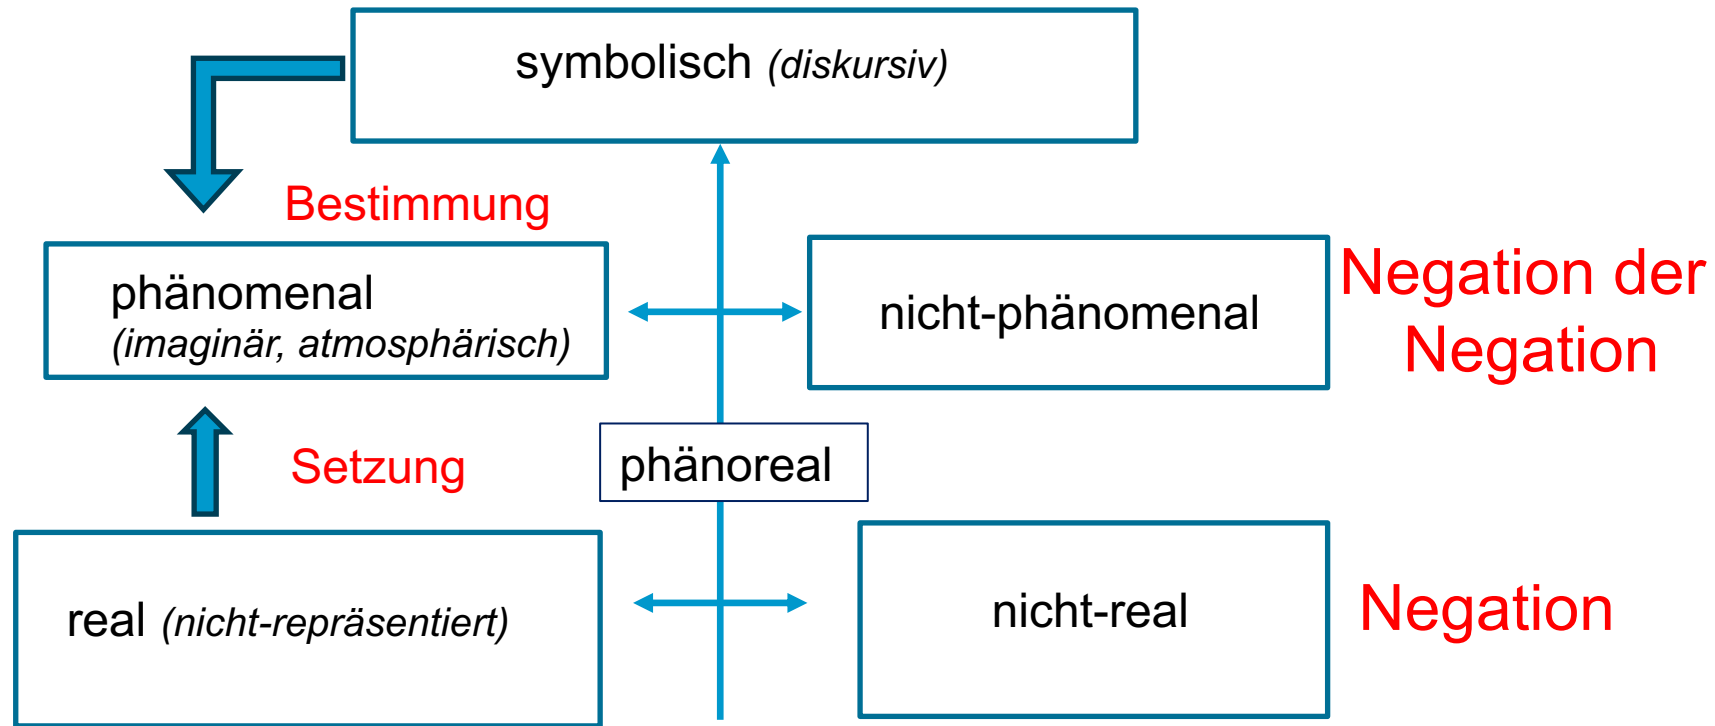 symbolisch (diskursiv)
Bestimmung
phänomenal
(imaginär, atmosphärisch)
nicht-phänomenal
Negation der
Negation
Setzung
phänoreal
real (nicht-repräsentiert)
nicht-real
Negation